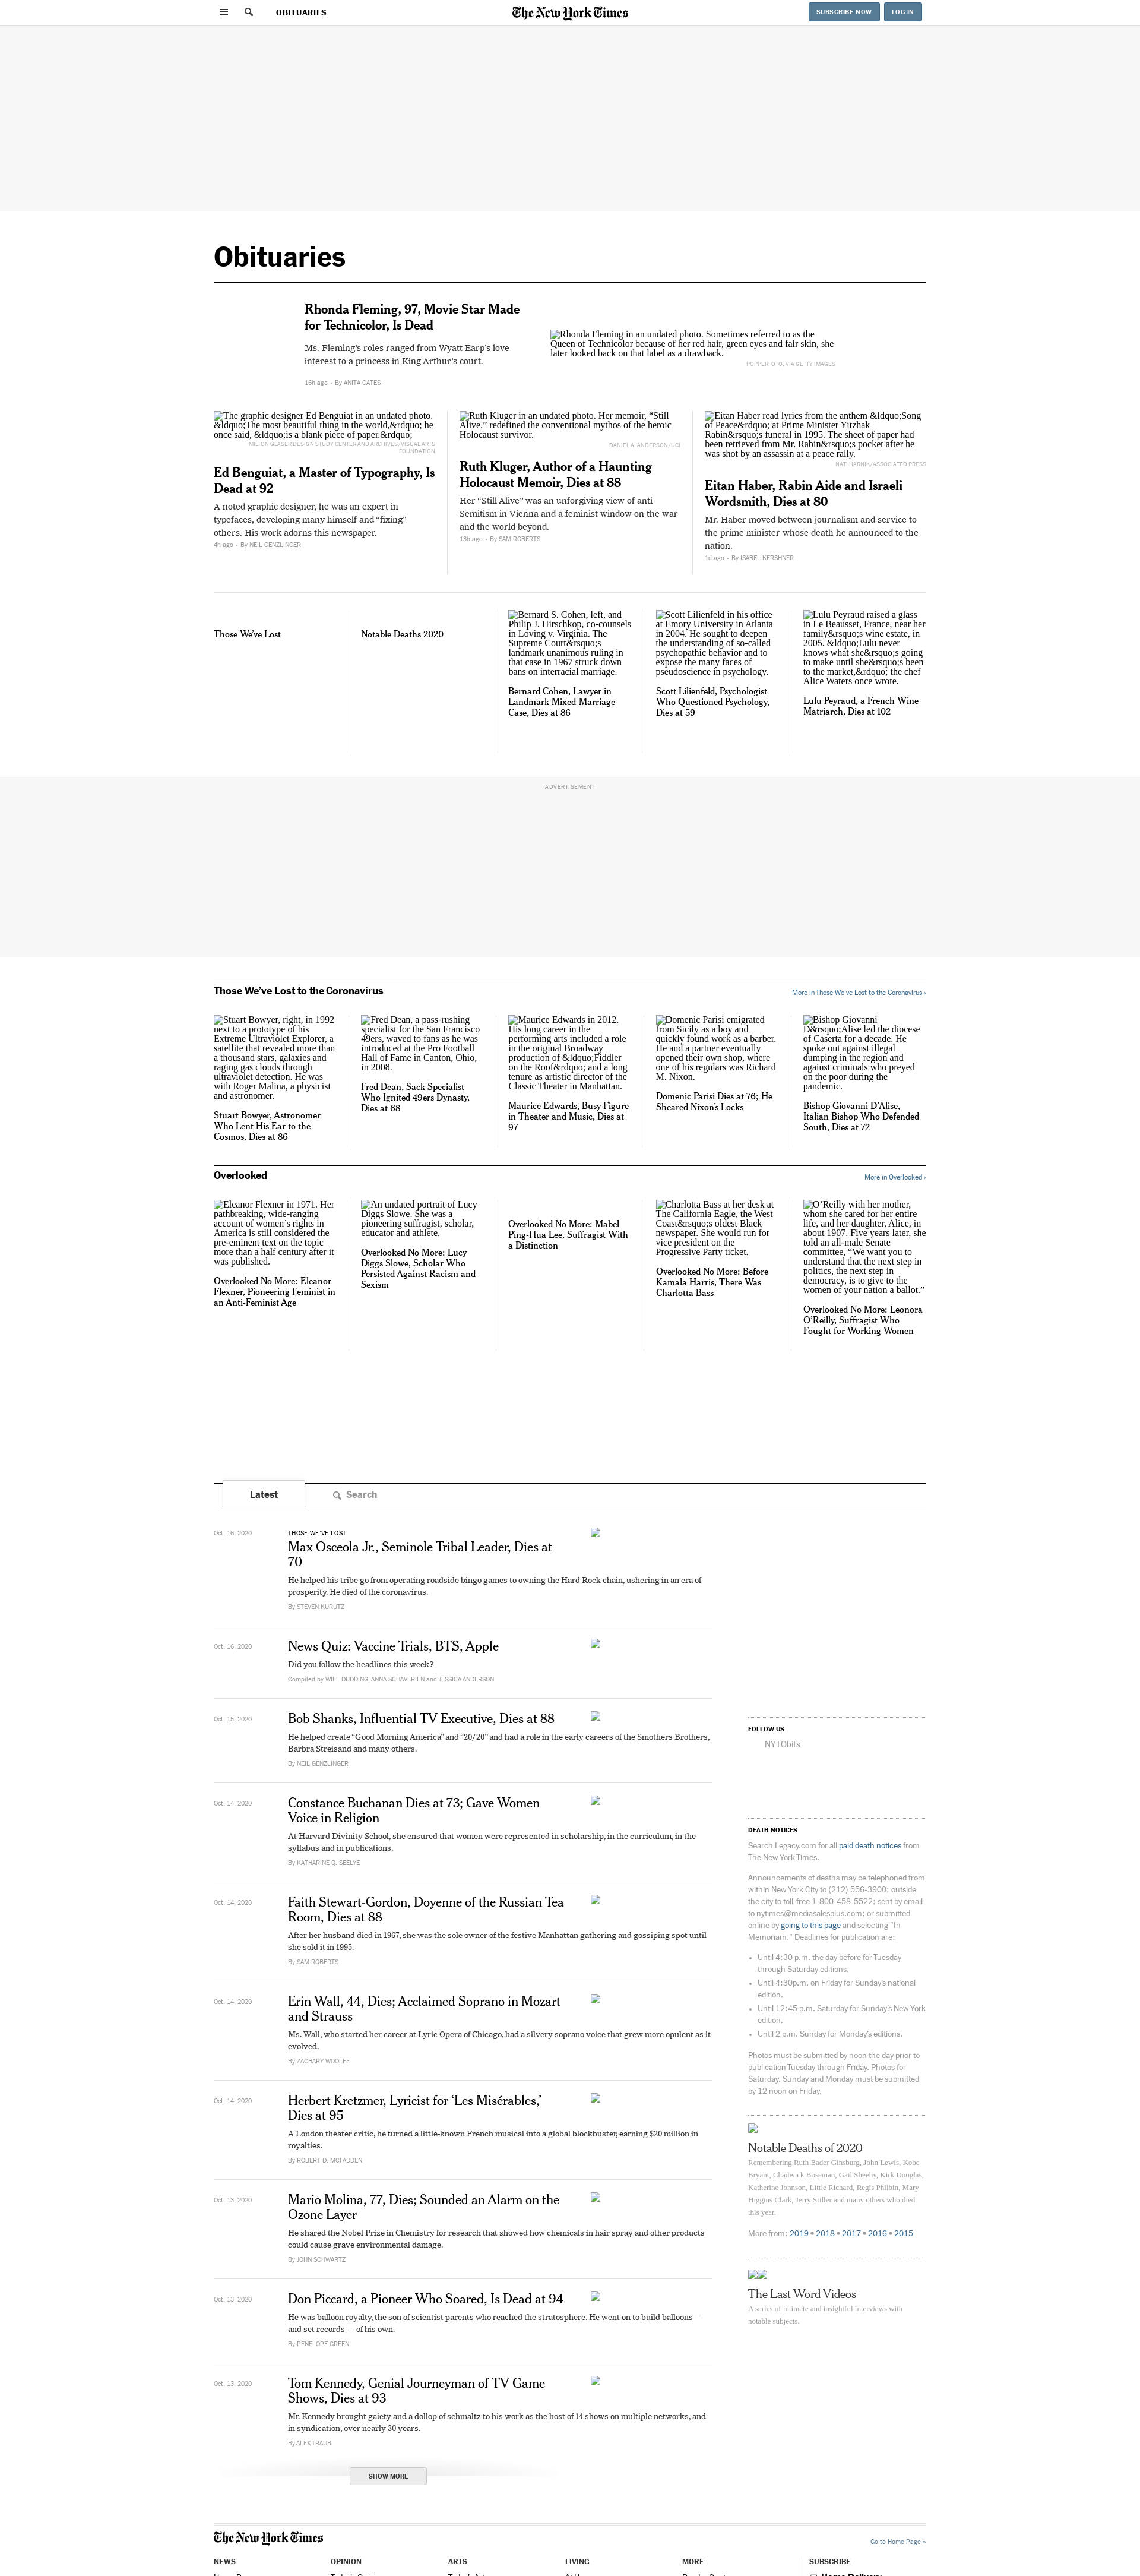 OBITUARIES
The New York Times
SUBSCRIBE NOW
LOG IN
Obituaries
Rhonda Fleming, 97, Movie Star Made
for Technicolor, Is Dead
Ms. Fleming's roles ranged from Wyatt Earp's love
interest to a princess in King Arthur's court.
16h ago • By ANITA GATES
Rhonda Fleming in an undated photo. Sometimes referred to as the
Queen of Technicolor because of her red hair, green eyes and fair skin, she
later looked back on that label as a drawback.
POPPERFOTO, VIA GETTY IMAGES
The graphic designer Ed Benguiat in an undated photo.
&ldquo;The most beautiful thing in the world,&rdquo; he
once said, &ldquo;is a blank piece of paper.&rdquo;
MILTON GLASER DESIGN STUDY CENTER AND ARCHIVES/VISUAL ARTS
FOUNDATION
Ed Benguiat, a Master of Typography, Is
Dead at 92
A noted graphic designer, he was an expert in
typefaces, developing many himself and “fixing”
others. His work adorns this newspaper.
4h ago • By NEIL GENZLINGER
Ruth Kluger in an undated photo. Her memoir, “Still
Alive,” redefined the conventional mythos of the heroic
Holocaust survivor.
DANIEL A. ANDERSON/UCI
Ruth Kluger, Author of a Haunting
Holocaust Memoir, Dies at 88
Her “Still Alive” was an unforgiving view of anti-
Semitism in Vienna and a feminist window on the war
and the world beyond.
13h ago • By SAM ROBERTS
Eitan Haber read lyrics from the anthem &ldquo;Song
of Peace&rdquo; at Prime Minister Yitzhak
Rabin&rsquo;s funeral in 1995. The sheet of paper had
been retrieved from Mr. Rabin&rsquo;s pocket after he
was shot by an assassin at a peace rally.
NATI HARNIK/ASSOCIATED PRESS
Eitan Haber, Rabin Aide and Israeli
Wordsmith, Dies at 80
Mr. Haber moved between journalism and service to
the prime minister whose death he announced to the
nation.
1d ago • By ISABEL KERSHNER
Those We've Lost
Notable Deaths 2020
Bernard S. Cohen, left, and
Philip J. Hirschkop, co-counsels
in Loving v. Virginia. The
Supreme Court&rsquo;s
landmark unanimous ruling in
that case in 1967 struck down
bans on interracial marriage.
Bernard Cohen, Lawyer in
Landmark Mixed-Marriage
Case, Dies at 86
Scott Lilienfeld in his office
at Emory University in Atlanta
in 2004. He sought to deepen
the understanding of so-called
psychopathic behavior and to
expose the many faces of
pseudoscience in psychology.
Scott Lilienfeld, Psychologist
Who Questioned Psychology,
Dies at 59
Lulu Peyraud raised a glass
in Le Beausset, France, near her
family&rsquo;s wine estate, in
2005. &ldquo;Lulu never
knows what she&rsquo;s going
to make until she&rsquo;s been
to the market,&rdquo; the chef
Alice Waters once wrote.
Lulu Peyraud, a French Wine
Matriarch, Dies at 102
ADVERTISEMENT
Those We've Lost to the Coronavirus
More in Those We've Lost to the Coronavirus ›
Stuart Bowyer, right, in 1992
next to a prototype of his
Extreme Ultraviolet Explorer, a
satellite that revealed more than
a thousand stars, galaxies and
raging gas clouds through
ultraviolet detection. He was
with Roger Malina, a physicist
and astronomer.
Stuart Bowyer, Astronomer
Who Lent His Ear to the
Cosmos, Dies at 86
Fred Dean, a pass-rushing
specialist for the San Francisco
49ers, waved to fans as he was
introduced at the Pro Football
Hall of Fame in Canton, Ohio,
in 2008.
Fred Dean, Sack Specialist
Who Ignited 49ers Dynasty,
Dies at 68
Maurice Edwards in 2012.
His long career in the
performing arts included a role
in the original Broadway
production of &ldquo;Fiddler
on the Roof&rdquo; and a long
tenure as artistic director of the
Classic Theater in Manhattan.
Maurice Edwards, Busy Figure
in Theater and Music, Dies at
97
Domenic Parisi emigrated
from Sicily as a boy and
quickly found work as a barber.
He and a partner eventually
opened their own shop, where
one of his regulars was Richard
M. Nixon.
Domenic Parisi Dies at 76; He
Sheared Nixon's Locks
Bishop Giovanni
D&rsquo;Alise led the diocese
of Caserta for a decade. He
spoke out against illegal
dumping in the region and
against criminals who preyed
on the poor during the
pandemic.
Bishop Giovanni D'Alise,
Italian Bishop Who Defended
South, Dies at 72
Overlooked
More in Overlooked ›
Eleanor Flexner in 1971. Her
pathbreaking, wide-ranging
account of women's rights in
America is still considered the
pre-eminent text on the topic
more than a half century after it
was published.
Overlooked No More: Eleanor
Flexner, Pioneering Feminist in
an Anti-Feminist Age
An undated portrait of Lucy
Diggs Slowe. She was a
pioneering suffragist, scholar,
educator and athlete.
Overlooked No More: Lucy
Diggs Slowe, Scholar Who
Persisted Against Racism and
Sexism
Overlooked No More: Mabel
Ping-Hua Lee, Suffragist With
a Distinction
Charlotta Bass at her desk at
The California Eagle, the West
Coast&rsquo;s oldest Black
newspaper. She would run for
vice president on the
Progressive Party ticket.
Overlooked No More: Before
Kamala Harris, There Was
Charlotta Bass
O'Reilly with her mother,
whom she cared for her entire
life, and her daughter, Alice, in
about 1907. Five years later, she
told an all-male Senate
committee, “We want you to
understand that the next step in
politics, the next step in
democracy, is to give to the
women of your nation a ballot.”
Overlooked No More: Leonora
O'Reilly, Suffragist Who
Fought for Working Women
Latest
Search
Oct. 16, 2020
THOSE WE'VE LOST
Max Osceola Jr., Seminole Tribal Leader, Dies at
70
He helped his tribe go from operating roadside bingo games to owning the Hard Rock chain, ushering in an era of
prosperity. He died of the coronavirus.
By STEVEN KURUTZ
Oct. 16, 2020
News Quiz: Vaccine Trials, BTS, Apple
Did you follow the headlines this week?
Compiled by WILL DUDDING, ANNA SCHAVERIEN and JESSICA ANDERSON
Oct. 15, 2020
Bob Shanks, Influential TV Executive, Dies at 88
He helped create “Good Morning America” and “20/20” and had a role in the early careers of the Smothers Brothers,
Barbra Streisand and many others.
By NEIL GENZLINGER
Oct. 14, 2020
Constance Buchanan Dies at 73; Gave Women
Voice in Religion
At Harvard Divinity School, she ensured that women were represented in scholarship, in the curriculum, in the
syllabus and in publications.
By KATHARINE Q. SEELYE
Oct. 14, 2020
Faith Stewart-Gordon, Doyenne of the Russian Tea
Room, Dies at 88
After her husband died in 1967, she was the sole owner of the festive Manhattan gathering and gossiping spot until
she sold it in 1995.
By SAM ROBERTS
Oct. 14, 2020
Erin Wall, 44, Dies; Acclaimed Soprano in Mozart
and Strauss
Ms. Wall, who started her career at Lyric Opera of Chicago, had a silvery soprano voice that grew more opulent as it
evolved.
By ZACHARY WOOLFE
Oct. 14, 2020
Herbert Kretzmer, Lyricist for ‘Les Misérables,’
Dies at 95
A London theater critic, he turned a little-known French musical into a global blockbuster, earning $20 million in
royalties.
By ROBERT D. MCFADDEN
Oct. 13, 2020
Mario Molina, 77, Dies; Sounded an Alarm on the
Ozone Layer
He shared the Nobel Prize in Chemistry for research that showed how chemicals in hair spray and other products
could cause grave environmental damage.
By JOHN SCHWARTZ
Oct. 13, 2020
Don Piccard, a Pioneer Who Soared, Is Dead at 94
He was balloon royalty, the son of scientist parents who reached the stratosphere. He went on to build balloons —
and set records — of his own.
By PENELOPE GREEN
Oct. 13, 2020
Tom Kennedy, Genial Journeyman of TV Game
Shows, Dies at 93
Mr. Kennedy brought gaiety and a dollop of schmaltz to his work as the host of 14 shows on multiple networks, and
in syndication, over nearly 30 years.
By ALEX TRAUB
SHOW MORE
FOLLOW US
NYTObits
DEATH NOTICES
Search Legacy.com for all paid death notices from
The New York Times.
Announcements of deaths may be telephoned from
within New York City to (212) 556-3900; outside
the city to toll-free 1-800-458-5522; sent by email
to nytimes@mediasalesplus.com; or submitted
online by going to this page and selecting "In
Memoriam." Deadlines for publication are:
• Until 4:30 p.m. the day before for Tuesday
through Saturday editions.
• Until 4:30p.m. on Friday for Sunday's national
edition.
• Until 12:45 p.m. Saturday for Sunday's New York
edition.
• Until 2 p.m. Sunday for Monday's editions.
Photos must be submitted by noon the day prior to
publication Tuesday through Friday. Photos for
Saturday, Sunday and Monday must be submitted
by 12 noon on Friday.
Notable Deaths of 2020
Remembering Ruth Bader Ginsburg, John Lewis, Kobe
Bryant, Chadwick Boseman, Gail Sheehy, Kirk Douglas,
Katherine Johnson, Little Richard, Regis Philbin, Mary
Higgins Clark, Jerry Stiller and many others who died
this year.
More from: 2019 • 2018 • 2017 • 2016 • 2015
The Last Word Videos
A series of intimate and insightful interviews with
notable subjects.
The New York Times
Go to Home Page »
NEWS
OPINION
ARTS
LIVING
MORE
SUBSCRIBE